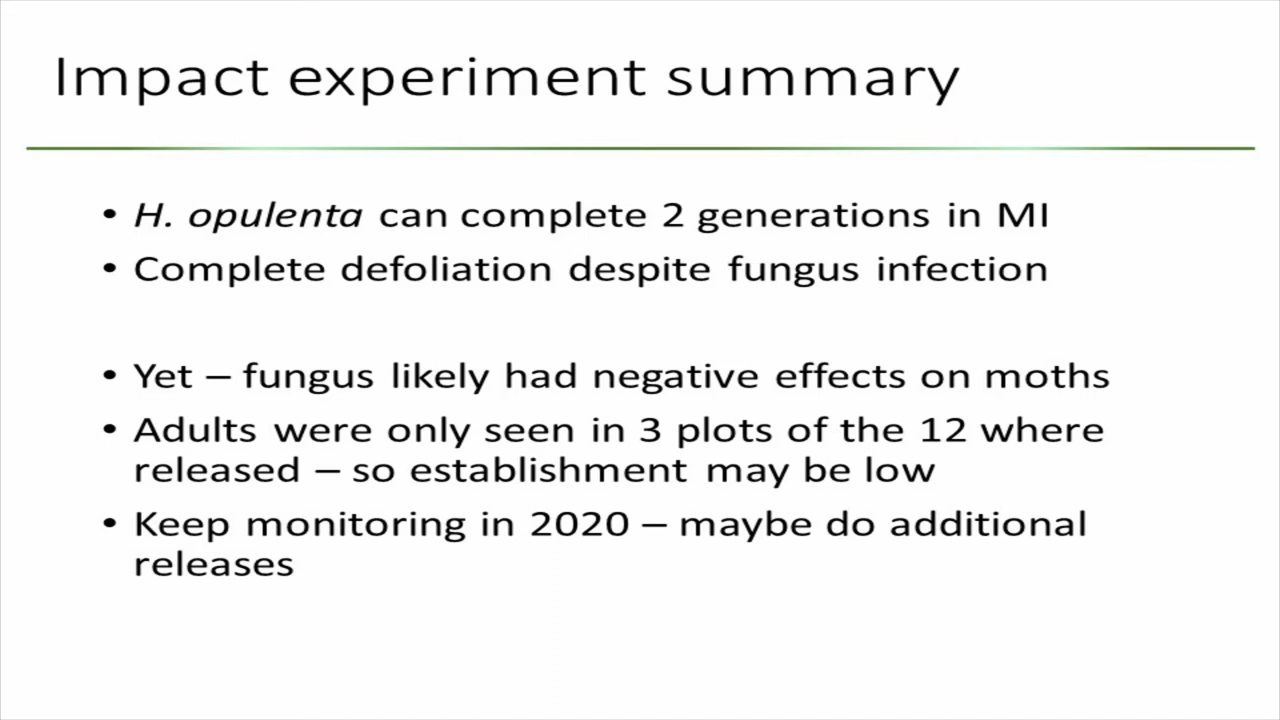 Impact experiment summary
• H. opulenta can complete 2 generations in MI
• Complete defoliation despite fungus infection
• Yet – fungus likely had negative effects on moths
• Adults were only seen in 3 plots of the 12 where
released – so establishment may be low
• Keep monitoring in 2020 – maybe do additional
releases